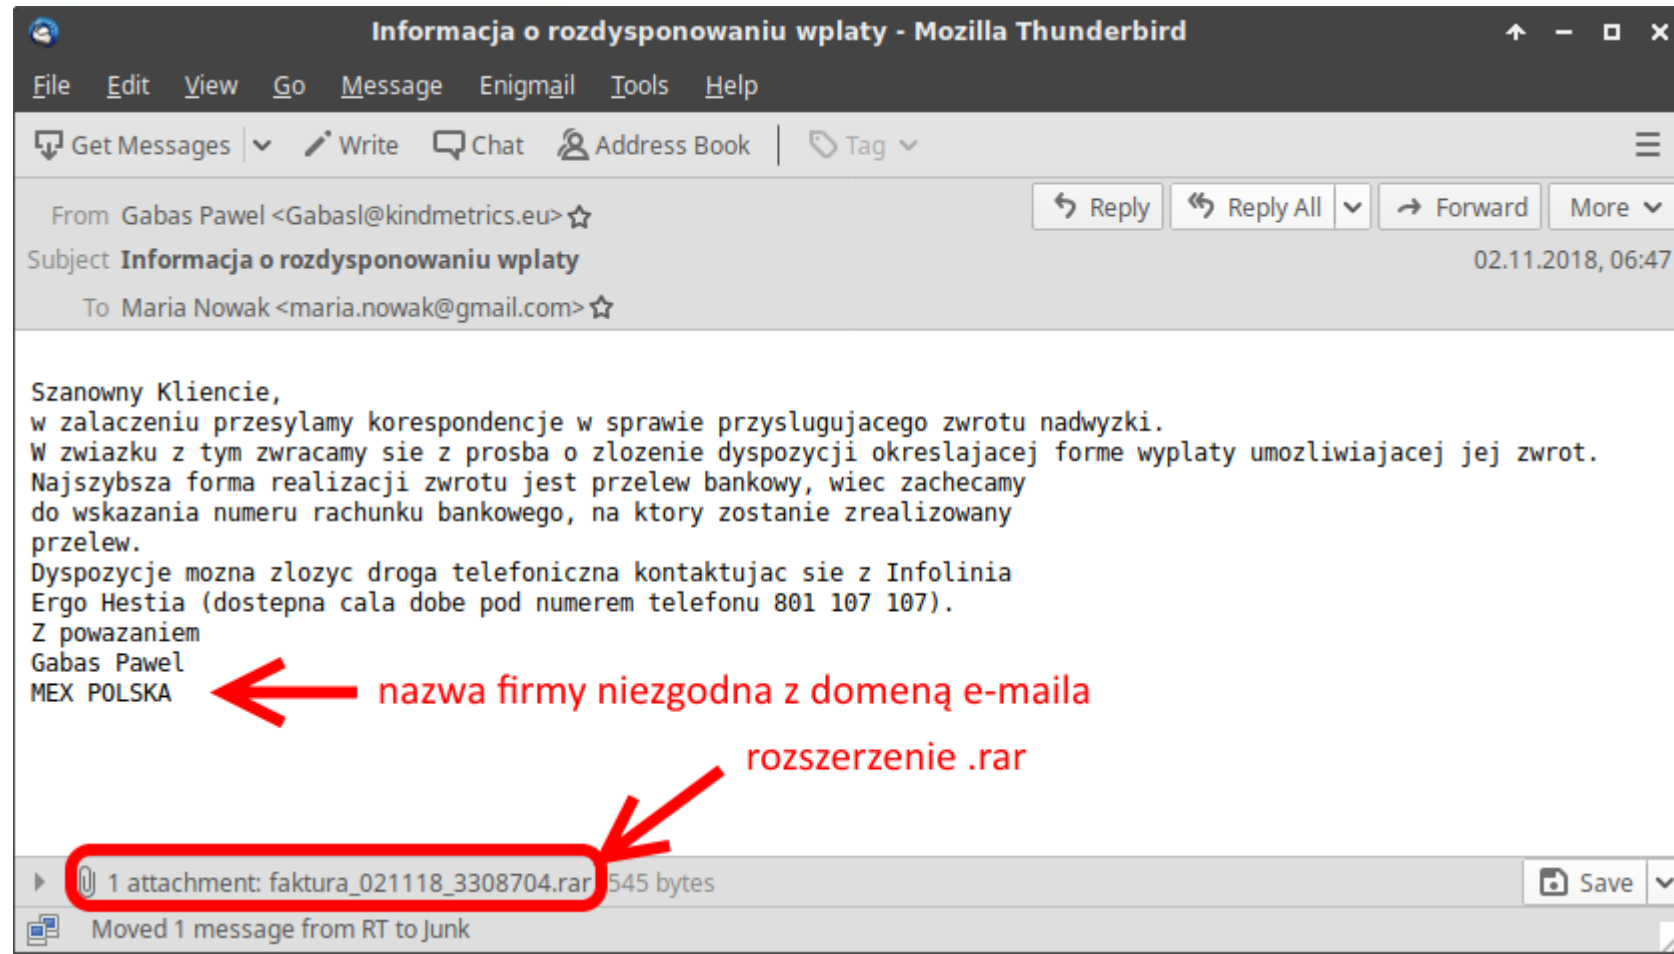 Informacja o rozdysponowaniu wplaty - Mozilla Thunderbird
File Edit View Go Message Enigmail Tools Help
Get Messages Write Chat Address Book Tag
From Gabas Pawel <Gabasl@kindmetrics.eu> Reply Reply All Forward More
Subject Informacja o rozdysponowaniu wplaty 02.11.2018, 06:47
To Maria Nowak <maria.nowak@gmail.com>
Szanowny Kliencie,
w zalaczeniu przesylamy korespondencje w sprawie przyslugujacego zwrotu nadwyzki.
W zwiazku z tym zwracamy sie z prosba o zlozenie dyspozycji okreslajacej forme wyplaty umozliwiajacej jej zwrot.
Najszybsza forma realizacji zwrotu jest przelew bankowy, wiec zachecamy
do wskazania numeru rachunku bankowego, na ktory zostanie zrealizowany
przelew.
Dyspozycje mozna zlozyc droga telefoniczna kontaktujac sie z Infolinia
Ergo Hestia (dostepna cala dobe pod numerem telefonu 801 107 107).
Z powazaniem
Gabas Pawel
MEX POLSKA nazwa firmy niezgodna z domeną e-maila
rozszerzenie .rar
1 attachment: faktura_021118_3308704.rar 545 bytes Save
Moved 1 message from RT to Junk